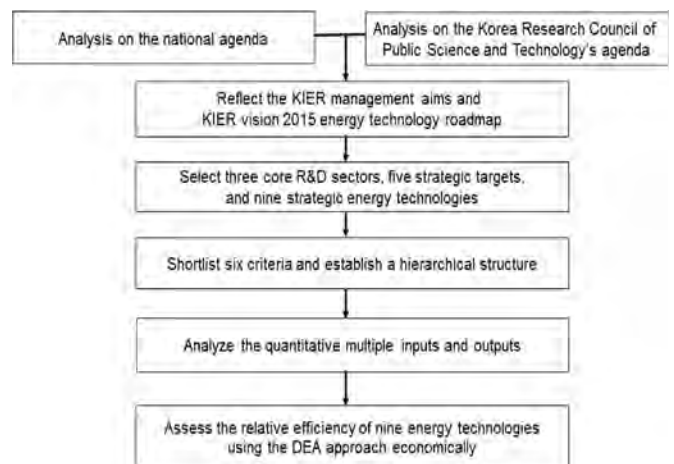 Analysis on the national agenda
Analysis on the Korea Research Council of
Public Science and Technology's agenda
Reflect the KIER management aims and
KIER vision 2015 energy technology roadmap
Select three core R&D sectors, five strategic targets,
and nine strategic energy technologies
Shortlist six criteria and establish a hierarchical structure
Analyze the quantitative multiple inputs and outputs
Assess the relative efficiency of nine energy technologies
using the DEA approach economically